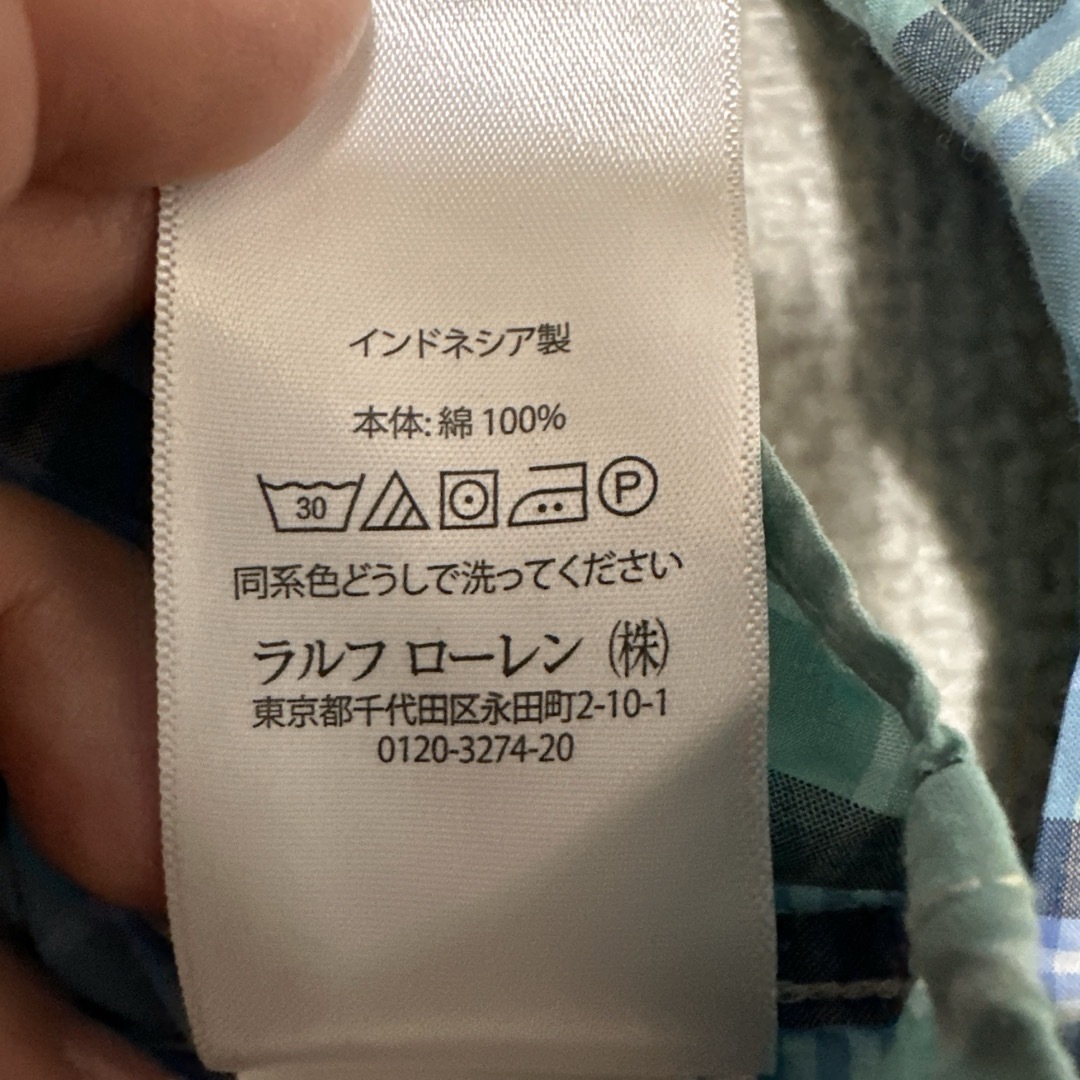 インドネシア製
本体: 綿 100%
30 P
同系色どうしで洗ってください
ラルフ ローレン ㈱
東京都千代田区永田町2-10-1
0120-3274-20